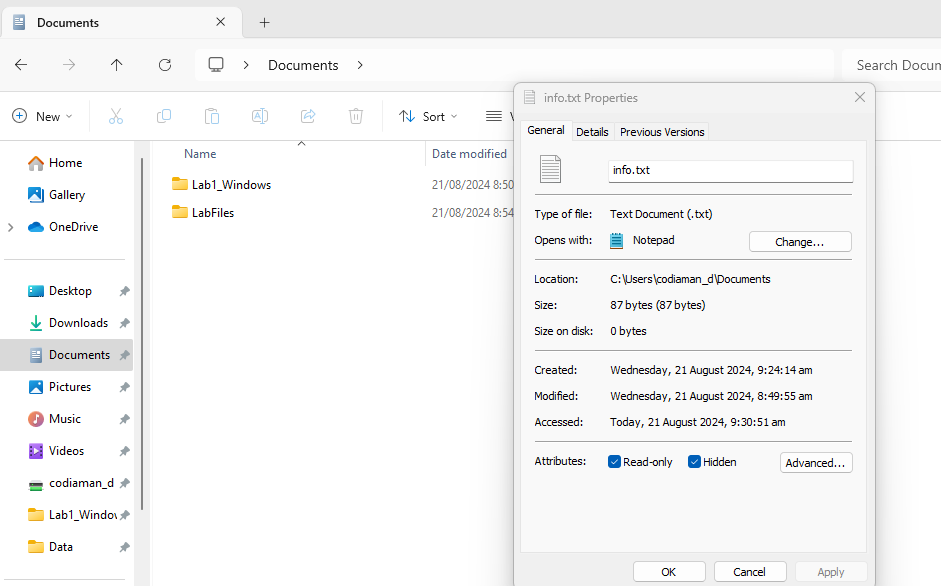 Documents
Documents
Search Docum
New
Sort
Home
Gallery
OneDrive
Desktop
Downloads
Documents
Pictures
Music
Videos
codiaman_d
Lab1_Windov
Data
Name
Date modified
Lab1_Windows
21/08/2024 8:50
LabFiles
21/08/2024 8:54
info.txt Properties
General
Details
Previous Versions
info.txt
Type of file: Text Document (.txt)
Opens with: Notepad
Change...
Location: C:\Users\codiaman_d\Documents
Size: 87 bytes (87 bytes)
Size on disk: 0 bytes
Created: Wednesday, 21 August 2024, 9:24:14 am
Modified: Wednesday, 21 August 2024, 8:49:55 am
Accessed: Today, 21 August 2024, 9:30:51 am
Attributes: Read-only Hidden
Advanced...
OK
Cancel
Apply